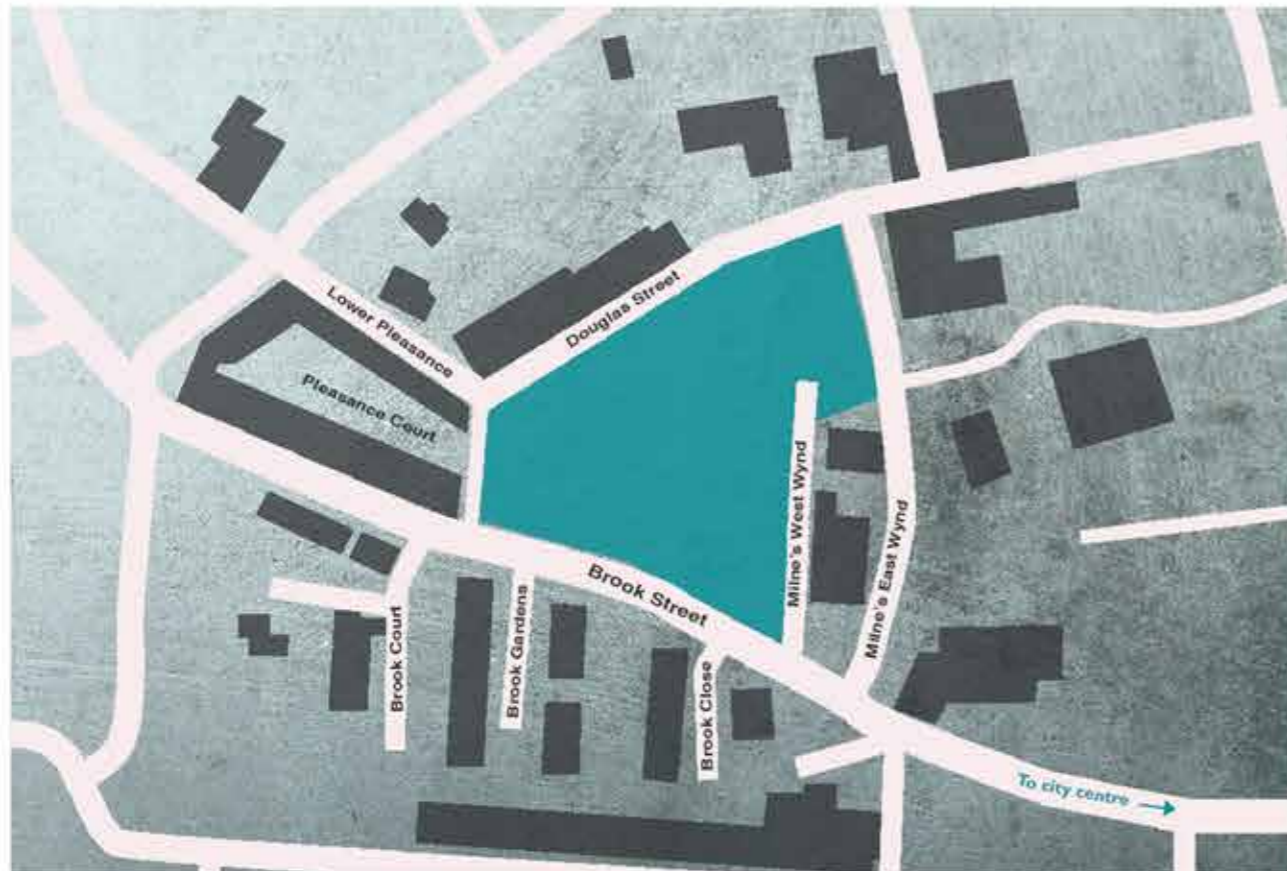 Lower Pleasance
Douglas Street
Pleasance Court
Brook Street
Milne's West Wynd
Milne's East Wynd
Brook Court
Brook Gardens
Brook Close
To city centre